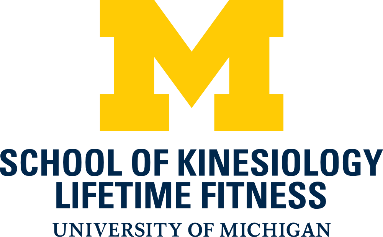 M
SCHOOL OF KINESIOLOGY
LIFETIME FITNESS
UNIVERSITY OF MICHIGAN